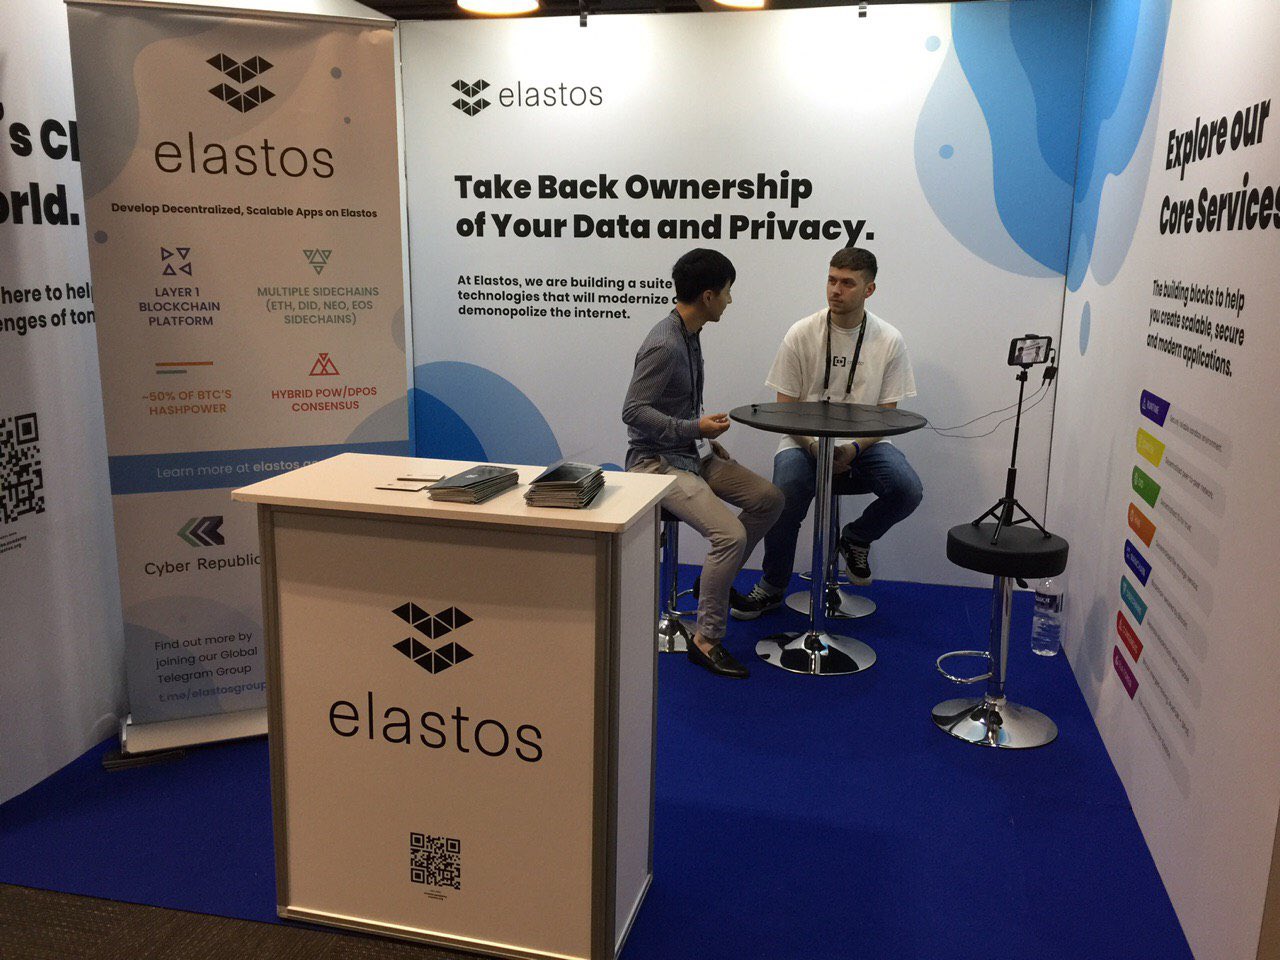 's
orld.
here to help
enges of
elastos
Develop Decentralized, Scalable Apps on Elastos
LAYER 1
BLOCKCHAIN
PLATFORM
MULTIPLE SIDECHAINS
(ETH, DID, NEO, EOS
SIDECHAINS)
~50% OF BTC'S
HASHPOWER
HYBRID POW/DPOS
CONSENSUS
Learn more at elastos
Cyber Republic
Find out more by
joining our Global
Telegram Group
t.me/elastosgroup
elastos
Take Back Ownership
of Your Data and Privacy.
At Elastos, we are building a suite
technologies that will modernize
demonopolize the internet.
elastos
Explore our
Core Services
The building blocks to help
you create scalable, secure
and modern applications.
RUNTIME